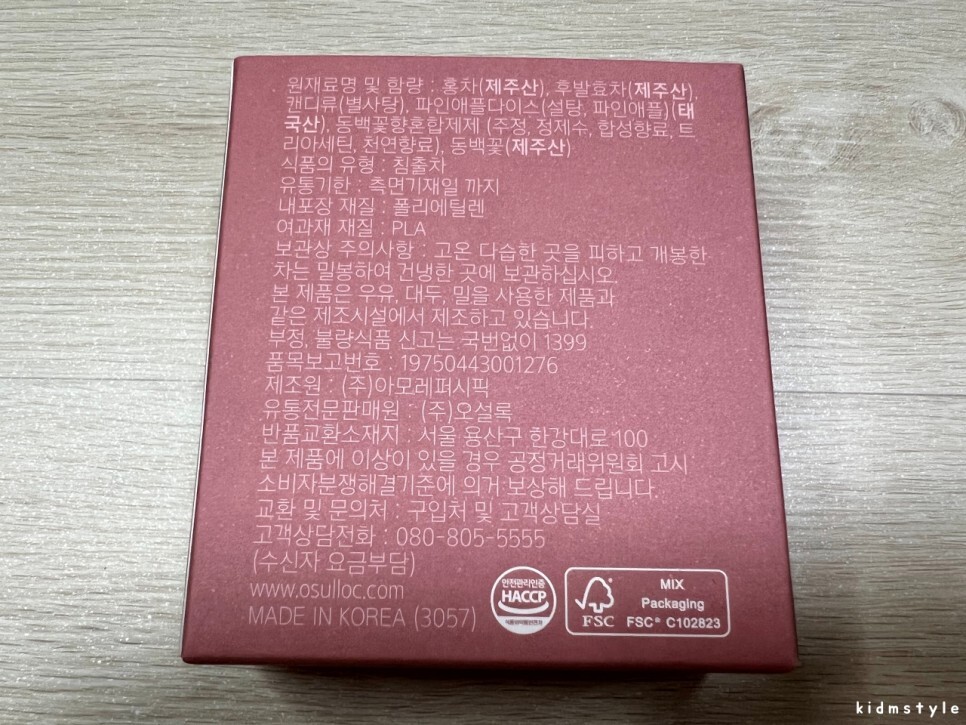 원재료명 및 함량 : 홍차(제주산), 후발효차(제주산),
캔디류(별사탕), 파인애플다이스(설탕, 파인애플)(태
국산), 동백꽃향혼합제제 (주정, 정제수, 합성향료, 트
리아세틴, 천연향료), 동백꽃(제주산)
식품의 유형 : 침출차
유통기한 : 측면기재일 까지
내포장 재질 : 폴리에틸렌
여과재 재질 : PLA
보관상 주의사항 : 고온 다습한 곳을 피하고 개봉한
차는 밀봉하여 건냉한 곳에 보관하십시오.
본 제품은 우유, 대두, 밀을 사용한 제품과
같은 제조시설에서 제조하고 있습니다.
부정, 불량식품 신고는 국번없이 1399
품목보고번호 : 19750443001276
제조원 : (주)아모레퍼시픽
유통전문판매원 : (주)오설록
반품교환소재지 : 서울 용산구 한강대로 100
본 제품에 이상이 있을 경우 공정거래위원회 고시
소비자분쟁해결기준에 의거 보상해 드립니다.
교환 및 문의처 : 구입처 및 고객상담실
고객상담전화 : 080-805-5555
(수신자 요금부담)
www.osulloc.com
MADE IN KOREA (3057)
안전관리인증
HACCP
식품의약품안전처
FSC
MIX
Packaging
FSC® C102823
kidmstyle